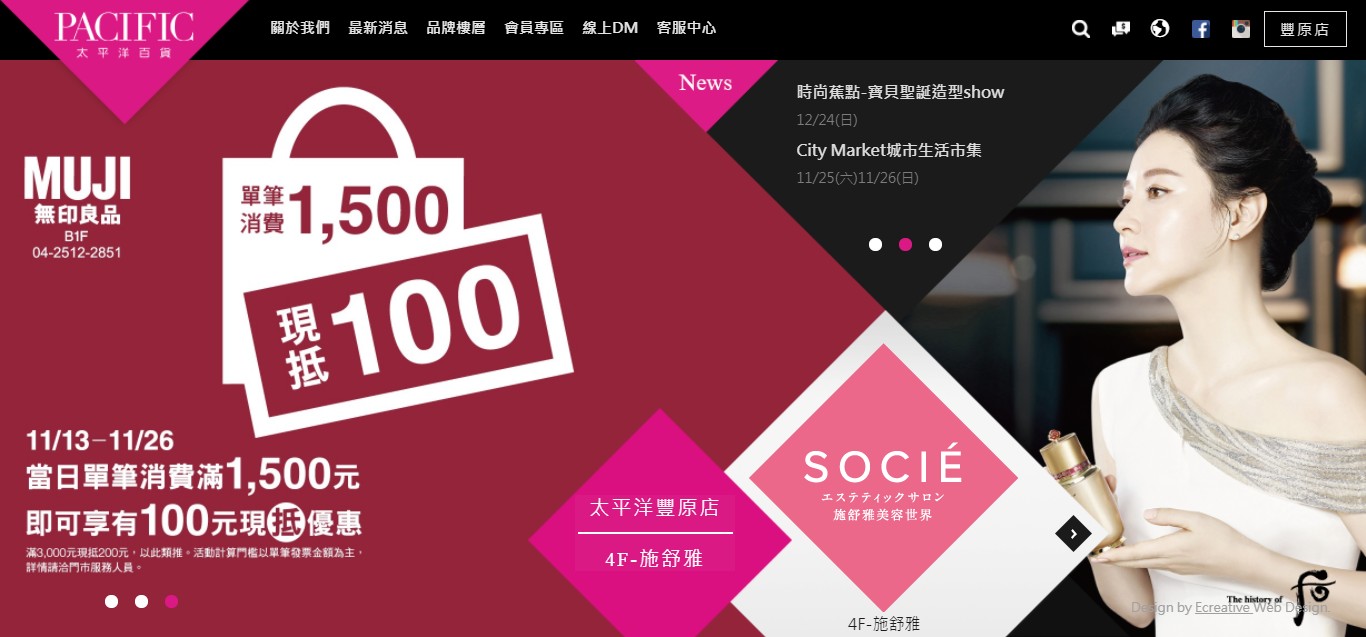 PACIFIC
太平洋百貨
關於我們 最新消息 品牌樓層 會員專區 線上DM 客服中心
豐原店
MUJI
無印良品
B1F
04-2512-2851
單筆
消費 1,500
現抵 100
11/13-11/26
當日單筆消費滿1,500元
即可享有100元現抵優惠
滿3,000元現抵200元，以此類推。活動計算門檻以單筆發票金額為主，
詳情請洽門市服務人員。
News
時尚蕉點-寶貝聖誕造型show
12/24(日)
City Market城市生活市集
11/25(六)11/26(日)
太平洋豐原店
4F-施舒雅
SOCIÉ
エステティックサロン
施舒雅美容世界
4F-施舒雅
The history of
后
Design by Ecreative Web Design.